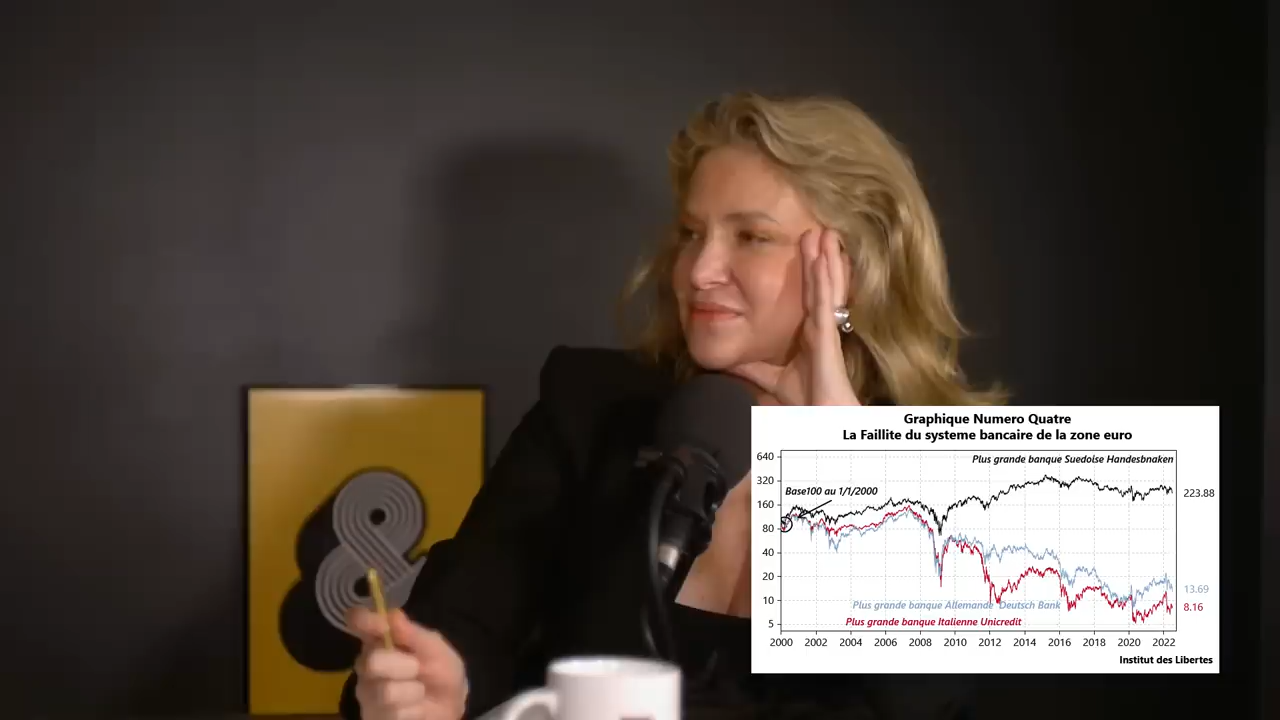 &
Graphique Numero Quatre
La Faillite du systeme bancaire de la zone euro
640
320
160
80
40
20
10
5
Plus grande banque Suedoise Handesbnaken
Base100 au 1/1/2000
223.88
13.69
8.16
Plus grande banque Allemande Deutsch Bank
Plus grande banque Italienne Unicredit
2000 2002 2004 2006 2008 2010 2012 2014 2016 2018 2020 2022
Institut des Libertes